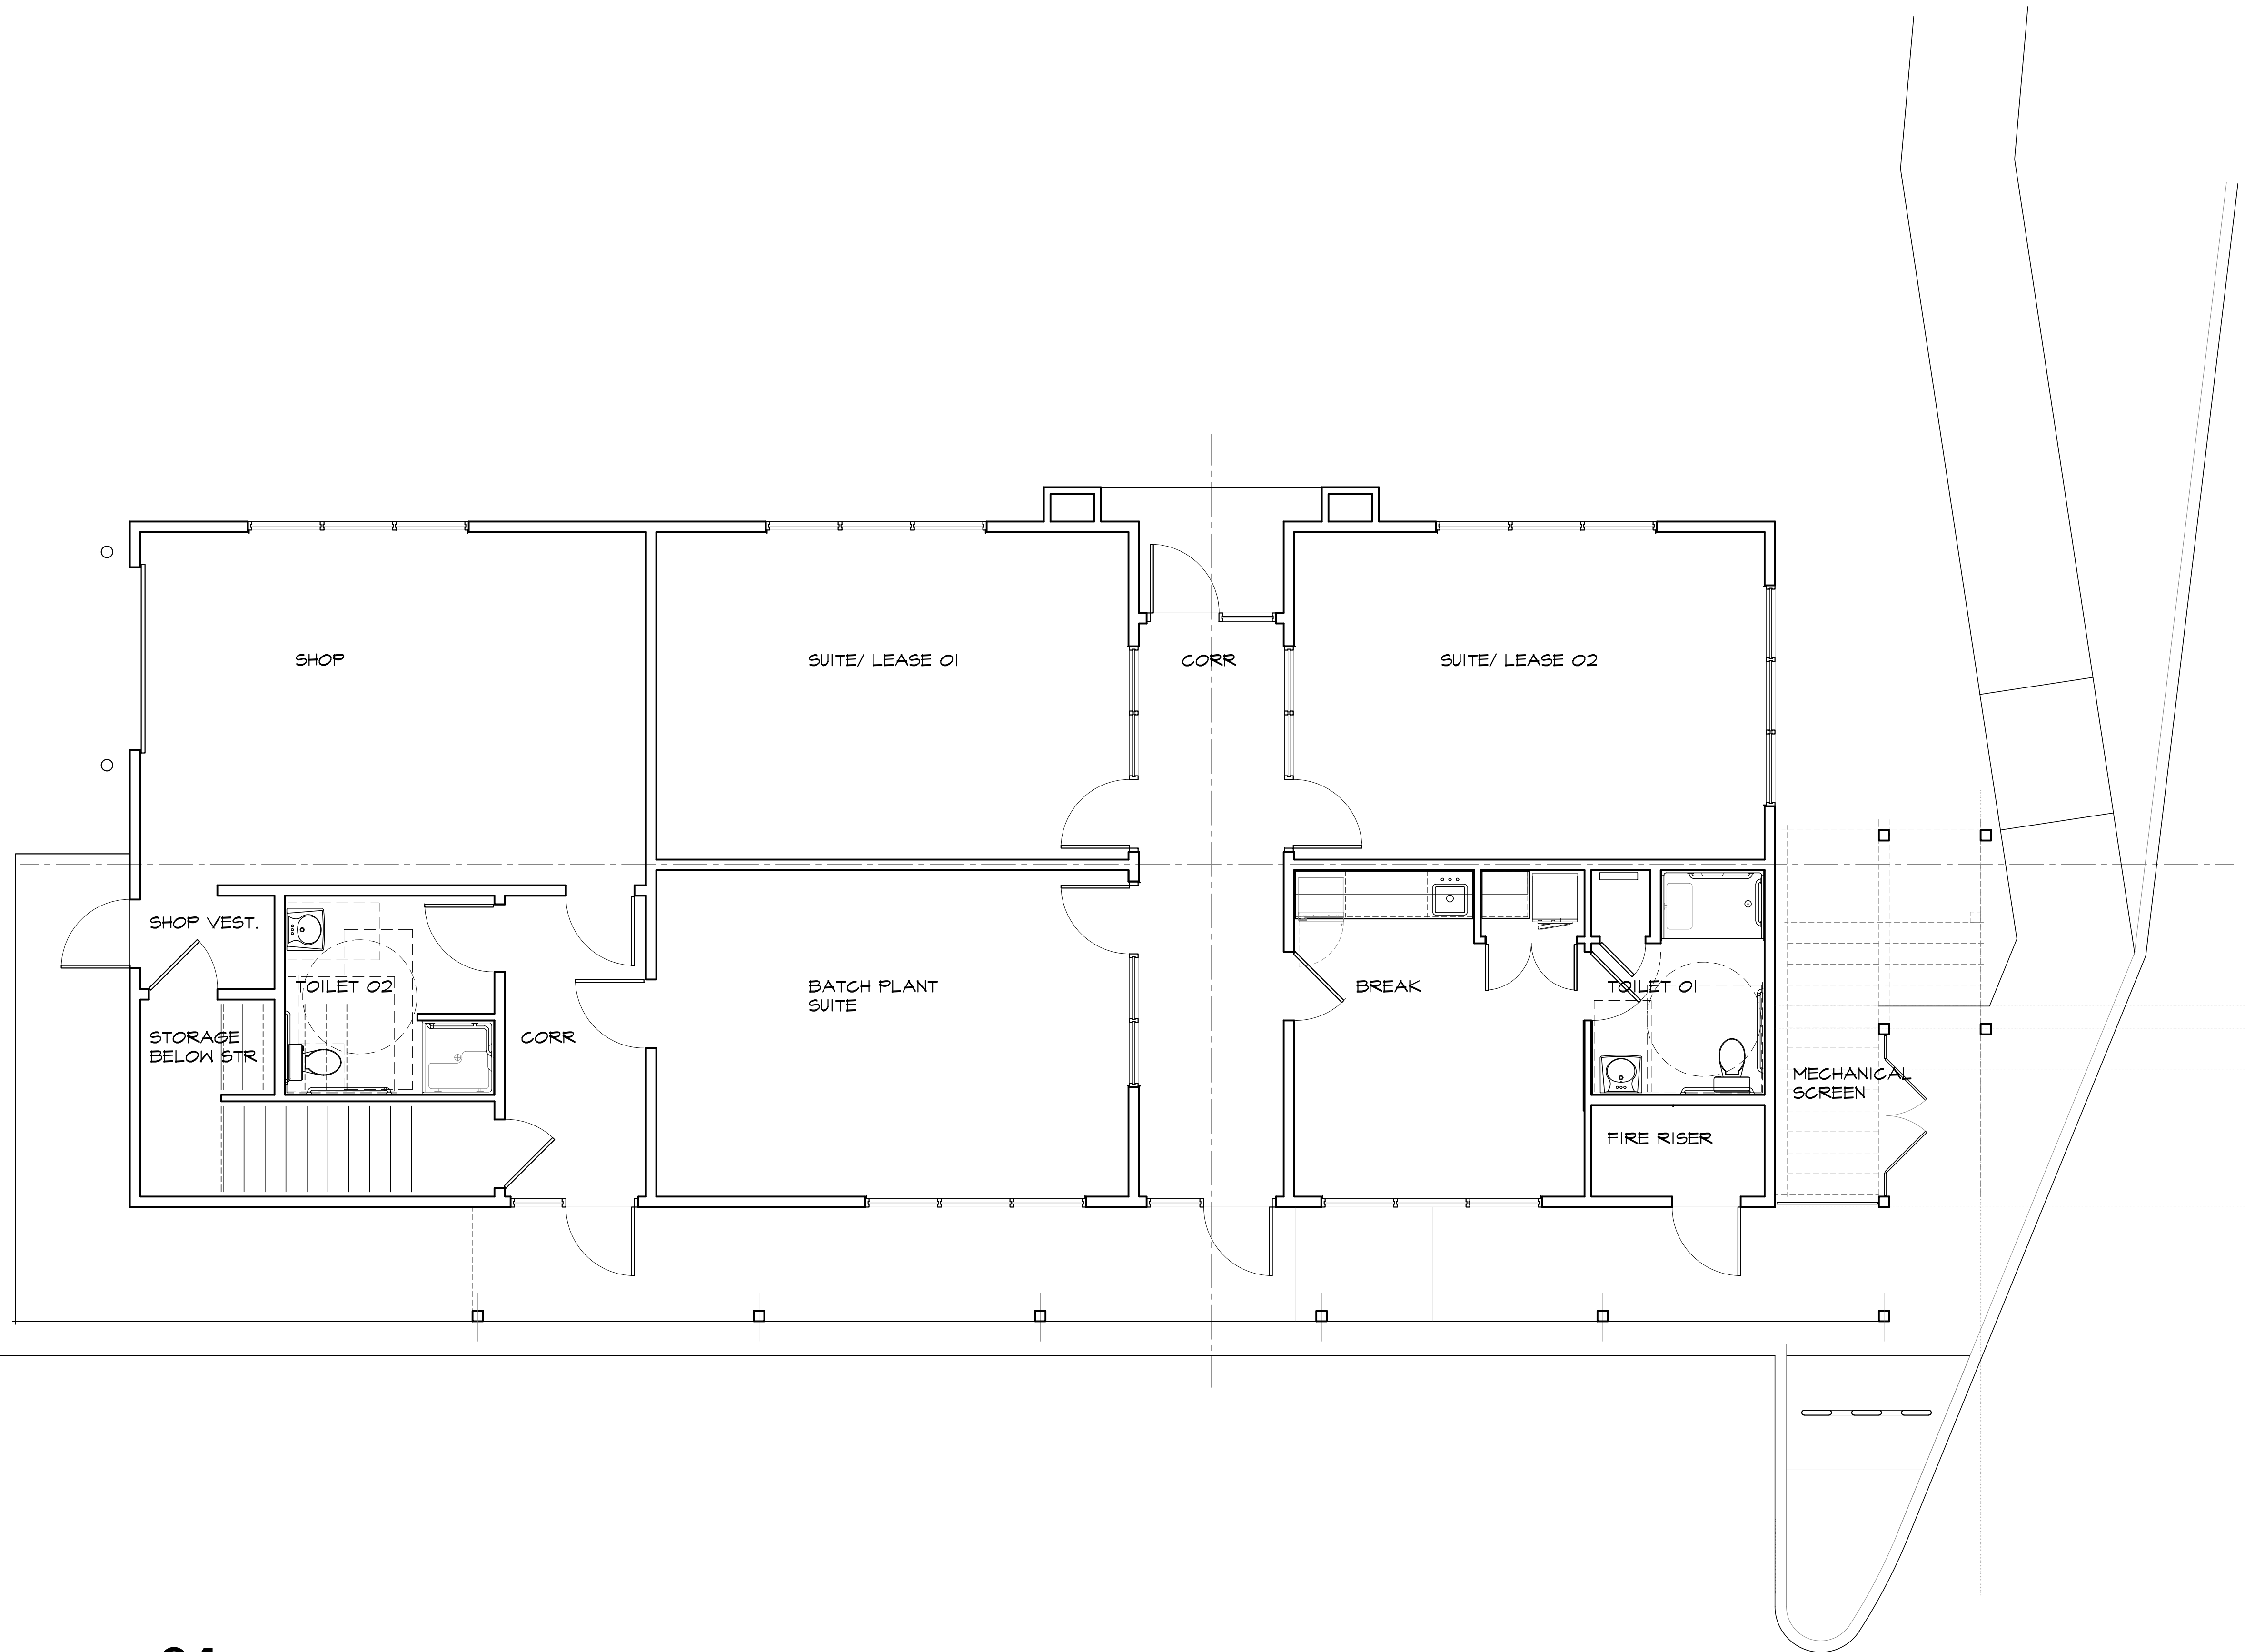 SHOP
SUITE/ LEASE 01
CORR
SUITE/ LEASE 02
SHOP VEST.
TOILET 02
BATCH PLANT
SUITE
BREAK
TOILET 01
STORAGE
BELOW STR
CORR
MECHANICAL
SCREEN
FIRE RISER